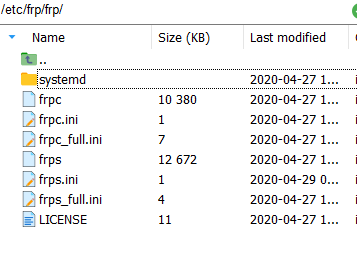 /etc/frp/frp/
Name Size (KB) Last modified
..
systemd 2020-04-27 1...
frpc 10 380 2020-04-27 1...
frpc.ini 1 2020-04-27 1...
frpc_full.ini 7 2020-04-27 1...
frps 12 672 2020-04-27 1...
frps.ini 1 2020-04-29 0...
frps_full.ini 4 2020-04-27 1...
LICENSE 11 2020-04-27 1...